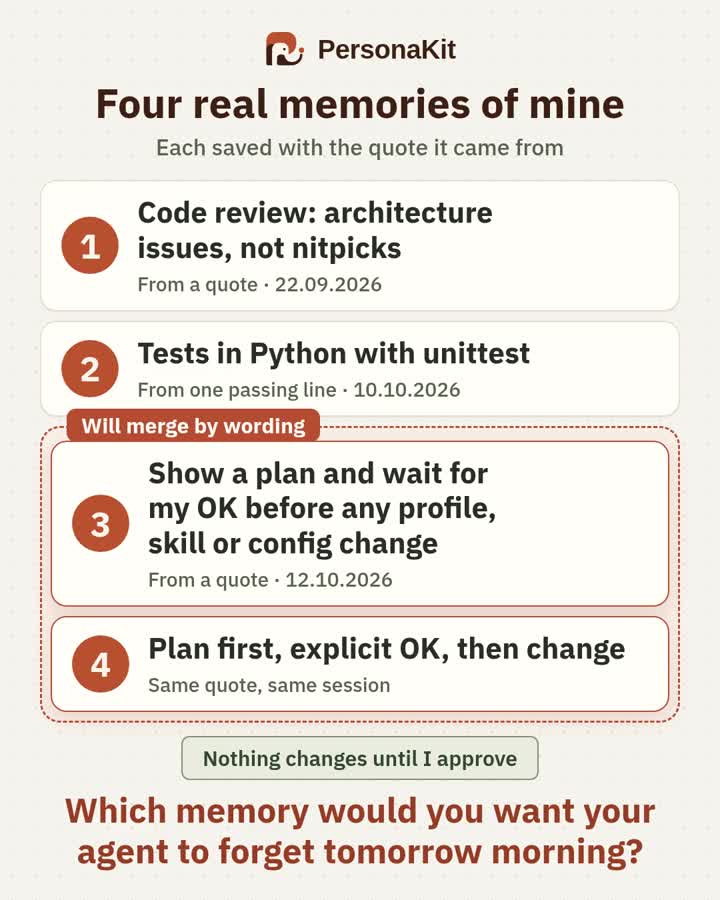 PersonaKit
Four real memories of mine
Each saved with the quote it came from
1
Code review: architecture
issues, not nitpicks
From a quote · 22.09.2026
2
Tests in Python with unittest
From one passing line · 10.10.2026
Will merge by wording
3
Show a plan and wait for
my OK before any profile,
skill or config change
From a quote · 12.10.2026
4
Plan first, explicit OK, then change
Same quote, same session
Nothing changes until I approve
Which memory would you want your
agent to forget tomorrow morning?